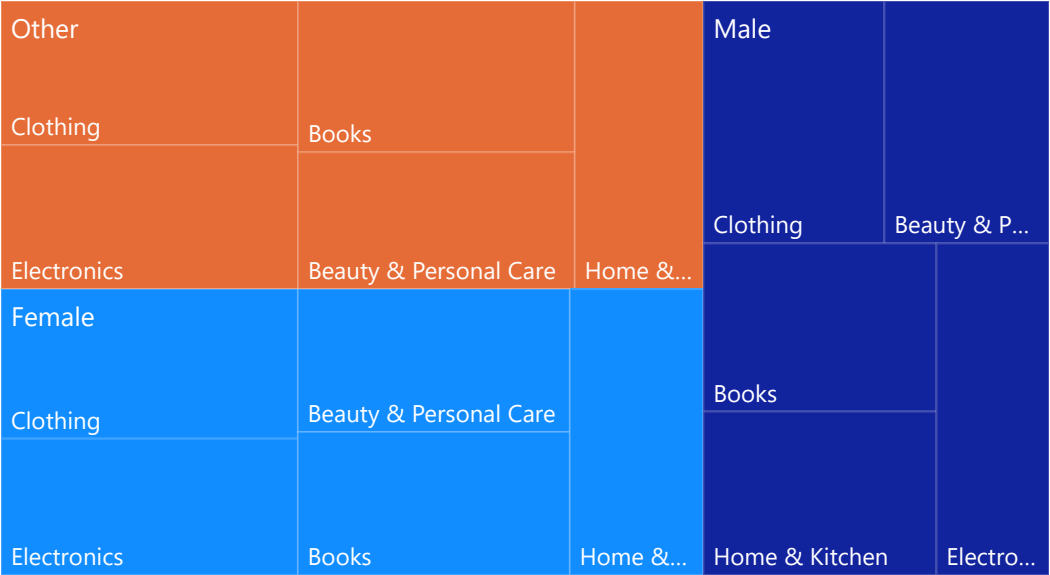 Other
Clothing
Electronics
Books
Beauty & Personal Care
Home &...
Female
Clothing
Electronics
Beauty & Personal Care
Books
Home &...
Male
Clothing
Beauty & P...
Books
Home & Kitchen
Electro...